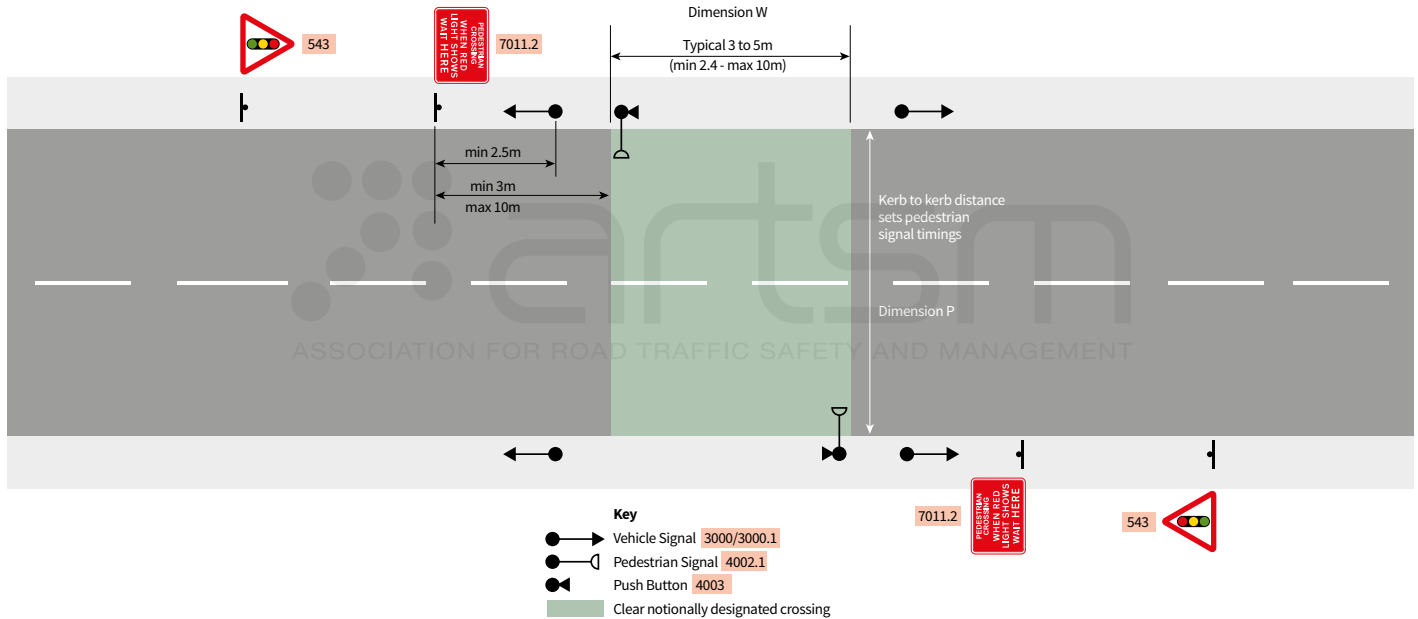 Dimension W
543
PEDESTRIAN
CROSSING
WHEN RED
LIGHT SHOWS
WAIT HERE
7011.2
Typical 3 to 5m
(min 2.4 - max 10m)
min 2.5m
min 3m
max 10m
Kerb to kerb distance
sets pedestrian
signal timings
Dimension P
artsm
ASSOCIATION FOR ROAD TRAFFIC SAFETY AND MANAGEMENT
7011.2
PEDESTRIAN
CROSSING
WHEN RED
LIGHT SHOWS
WAIT HERE
543
Key
Vehicle Signal 3000/3000.1
Pedestrian Signal 4002.1
Push Button 4003
Clear notionally designated crossing